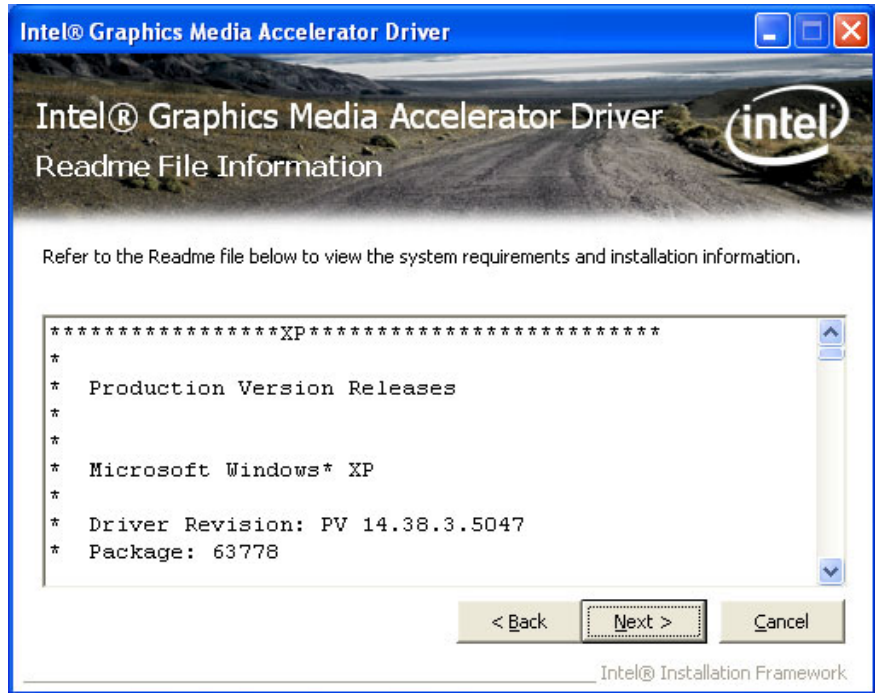 Intel® Graphics Media Accelerator Driver
Intel® Graphics Media Accelerator Driver
intel
Readme File Information
Refer to the Readme file below to view the system requirements and installation information.
*****************XP**************************
*
*  Production Version Releases
*
*
*  Microsoft Windows* XP
*
*  Driver Revision: PV 14.38.3.5047
*  Package: 63778
< Back
Next >
Cancel
Intel® Installation Framework